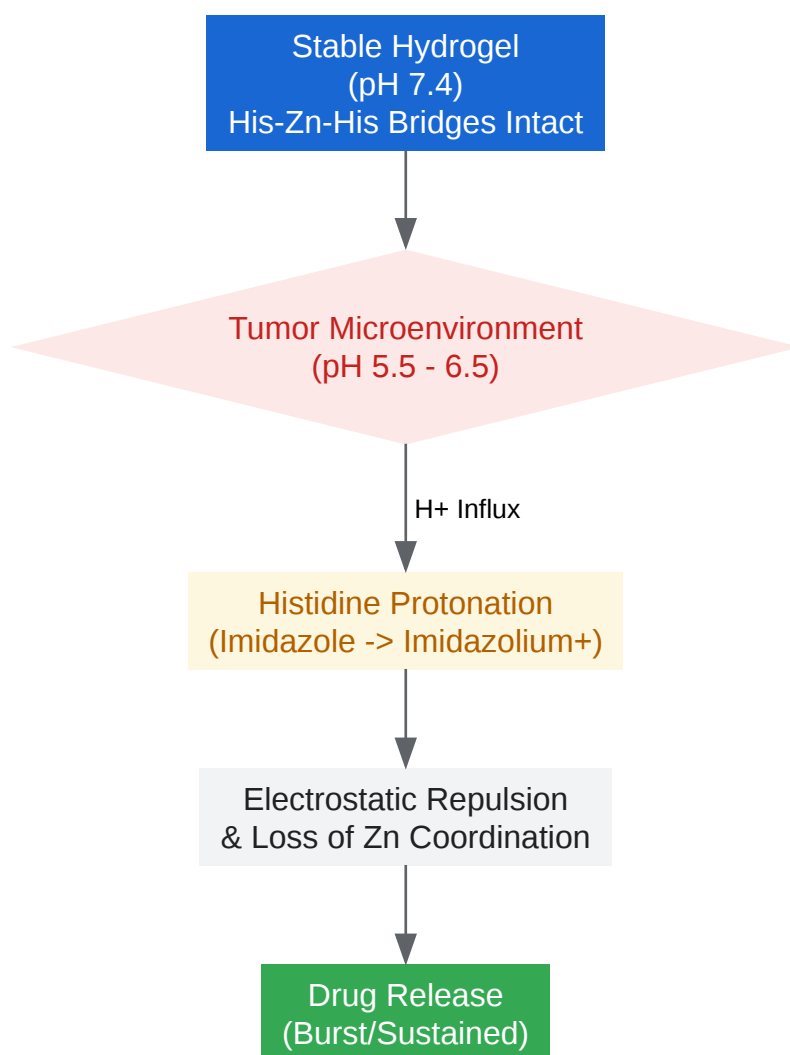 Stable Hydrogel
(pH 7.4)
His-Zn-His Bridges Intact
Tumor Microenvironment
(pH 5.5 - 6.5)
H+ Influx
Histidine Protonation
(Imidazole -> Imidazolium+)
Electrostatic Repulsion
& Loss of Zn Coordination
Drug Release
(Burst/Sustained)